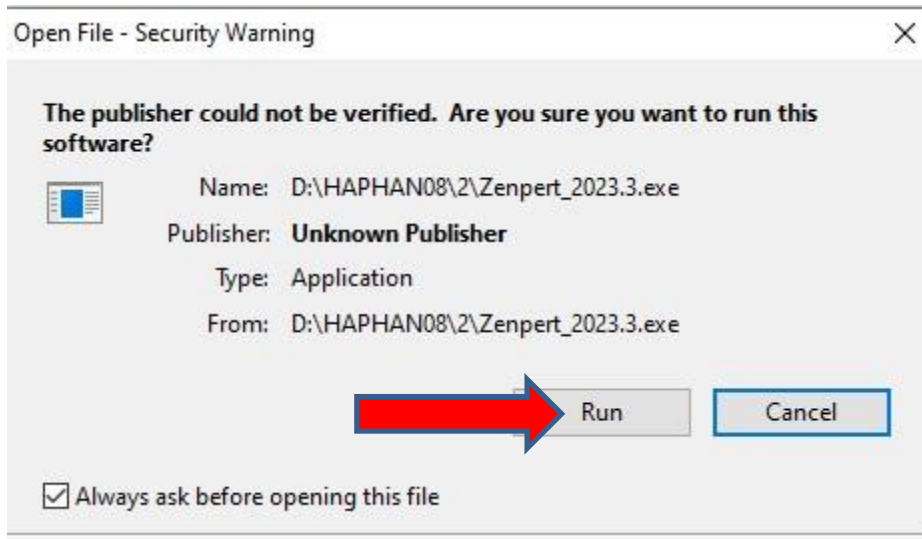 Open File - Security Warning
The publisher could not be verified.  Are you sure you want to run this
software?
Name: D:\HAPHAN08\2\Zenpert_2023.3.exe
Publisher: Unknown Publisher
Type: Application
From: D:\HAPHAN08\2\Zenpert_2023.3.exe
Run Cancel
Always ask before opening this file